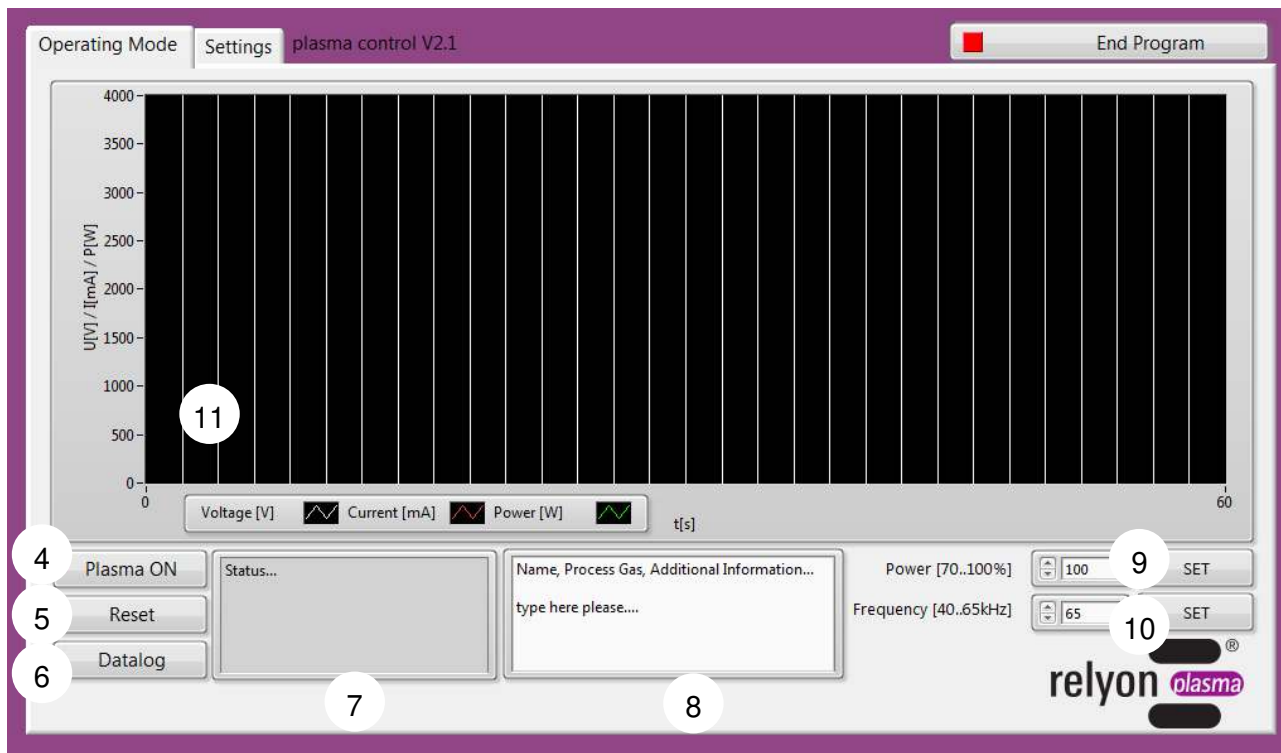 Operating Mode
Settings
plasma control V2.1
End Program
U[V] / I[mA] / P[W]
4000
3500
3000
2500
2000
1500
1000
500
0
11
0
60
Voltage [V] Current [mA] Power [W]
t[s]
4
Plasma ON
5
Reset
6
Datalog
Status...
7
Name, Process Gas, Additional Information...
type here please....
8
Power [70..100%] 100 9 SET
Frequency [40..65kHz] 65 10 SET
relyon plasma®